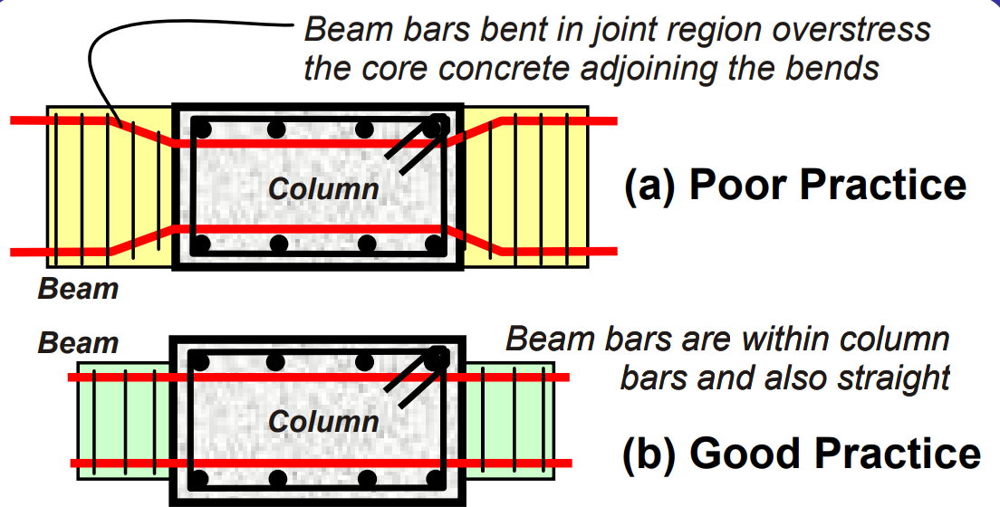 Beam bars bent in joint region overstress
the core concrete adjoining the bends
Column
(a) Poor Practice
Beam
Beam
Beam bars are within column
bars and also straight
Column
(b) Good Practice